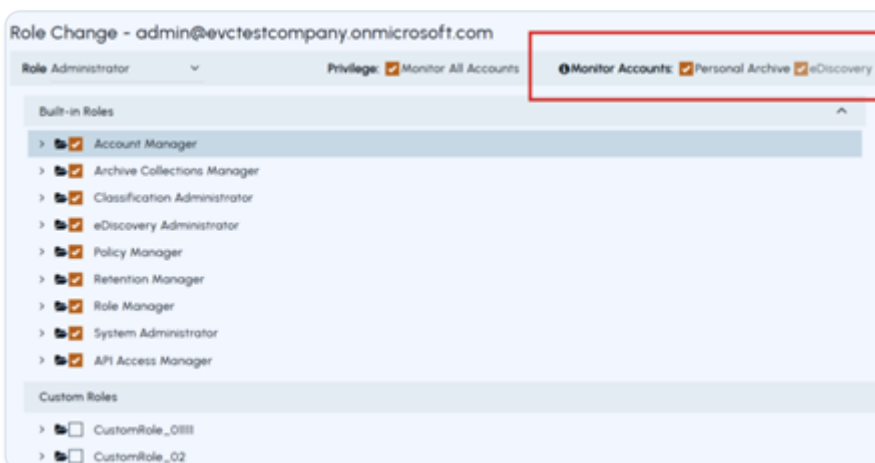 Role Change - admin@evctestcompany.onmicrosoft.com
Role Administrator Privilege: Monitor All Accounts Monitor Accounts: Personal Archive eDiscovery
Built-in Roles
Account Manager
Archive Collections Manager
Classification Administrator
eDiscovery Administrator
Policy Manager
Retention Manager
Role Manager
System Administrator
API Access Manager
Custom Roles
CustomRole_01111
CustomRole_02